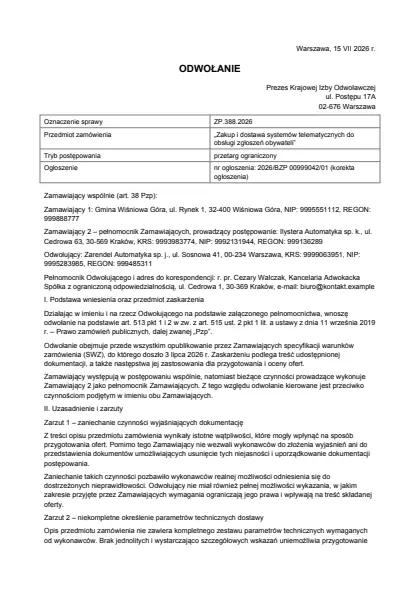 Warszawa, 15 VII 2026 r.
ODWOŁANIE
Prezes Krajowej Izby Odwoławczej
ul. Postępu 17A
02-676 Warszawa
Oznaczenie sprawy ZP.388.2026
Przedmiot zamówienia „Zakup i dostawa systemów telematycznych do
obsługi zgłoszeń obywateli”
Tryb postępowania przetarg ograniczony
Ogłoszenie nr ogłoszenia: 2026/BZP 00999042/01 (korekta
ogłoszenia)
Zamawiający wspólnie (art. 38 Pzp):
Zamawiający 1: Gmina Wiśniowa Góra, ul. Rynek 1, 32-400 Wiśniowa Góra, NIP: 9995551112, REGON:
999888777
Zamawiający 2 – pełnomocnik Zamawiających, prowadzący postępowanie: Ilystera Automatyka sp. k., ul.
Cedrowa 63, 30-569 Kraków, KRS: 9993983774, NIP: 9992131944, REGON: 999136289
Odwołujący: Zarendel Automatyka sp. j., ul. Sosnowa 41, 00-234 Warszawa, KRS: 9999063951, NIP:
9995283965, REGON: 999485311
Pełnomocnik Odwołującego i adres do korespondencji: r. pr. Cezary Walczak, Kancelaria Adwokacka
Spółka z ograniczoną odpowiedzialnością, ul. Cedrowa 1, 30-369 Kraków, e-mail: biuro@kontakt.example
I. Podstawa wniesienia oraz przedmiot zaskarżenia
Działając w imieniu i na rzecz Odwołującego na podstawie załączonego pełnomocnictwa, wnoszę
odwołanie na podstawie art. 513 pkt 1 i 2 w zw. z art. 515 ust. 2 pkt 1 lit. a ustawy z dnia 11 września 2019
r. – Prawo zamówień publicznych, dalej zwanej „Pzp”.
Odwołanie obejmuje przede wszystkim opublikowanie przez Zamawiających specyfikacji warunków
zamówienia (SWZ), do którego doszło 3 lipca 2026 r. Zaskarżeniu podlega treść udostępnionej
dokumentacji, a także następstwa jej zastosowania dla przygotowania i oceny ofert.
Zamawiający występują w postępowaniu wspólnie, natomiast bieżące czynności prowadzące wykonuje
Zamawiający 2 jako pełnomocnik Zamawiających. Z tego względu odwołanie kierowane jest przeciwko
czynnościom podjętym w imieniu obu Zamawiających.
II. Uzasadnienie i zarzuty
Zarzut 1 – zaniechanie czynności wyjaśniających dokumentację
Z treści opisu przedmiotu zamówienia wynikały istotne wątpliwości, które mogły wpłynąć na sposób
przygotowania ofert. Pomimo tego Zamawiający nie wezwali wykonawców do złożenia wyjaśnień ani do
przedstawienia dokumentów umożliwiających usunięcie tych niejasności i uporządkowanie dokumentacji
postępowania.
Zaniechanie takich czynności pozbawiło wykonawców realnej możliwości odniesienia się do
dostrzeżonych nieprawidłowości. Odwołujący nie miał również pełnej możliwości wykazania, w jakim
zakresie przyjęte przez Zamawiających wymagania ograniczają jego prawa i wpływają na treść składanej
oferty.
Zarzut 2 – niekompletne określenie parametrów technicznych dostawy
Opis przedmiotu zamówienia nie zawiera kompletnego zestawu parametrów technicznych wymaganych
od wykonawców. Brak jednolitych i wystarczająco szczegółowych wskazań uniemożliwia przygotowanie